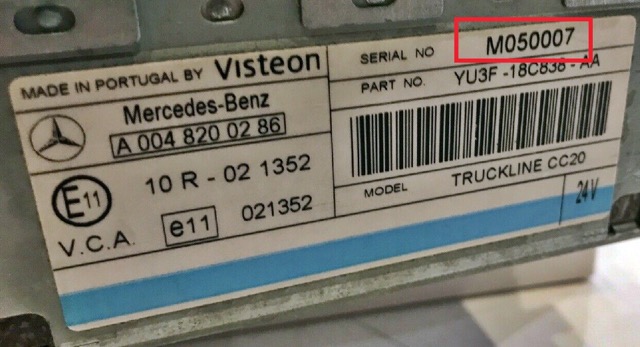 MADE IN PORTUGAL BY Visteon
Mercedes-Benz
A 004 820 02 86
E11
10 R - 02 1352
V.C.A.
e11
021352
SERIAL NO
M050007
PART NO.
YU3F -18C838 - AA
MODEL
TRUCKLINE CC20
24V